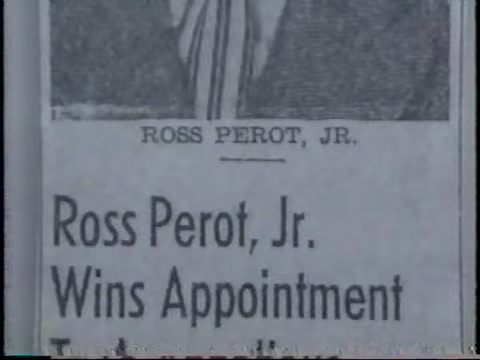 ROSS PEROT, JR.
Ross Perot, Jr.
Wins Appointment